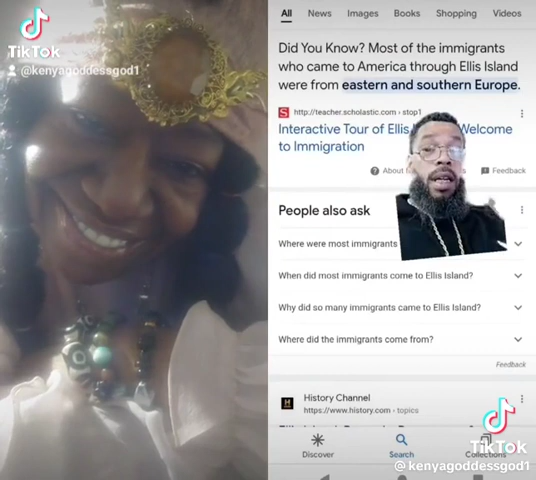 TikTok
@kenyagoddessgod1
All News Images Books Shopping Videos
Did You Know? Most of the immigrants
who came to America through Ellis Island
were from eastern and southern Europe.
http://teacher.scholastic.com › stop1
Interactive Tour of Ellis Welcome
to Immigration
Feedback
People also ask
Where were most immigrants
When did most immigrants come to Ellis Island?
Why did so many immigrants came to Ellis Island?
Where did the immigrants come from?
Feedback
History Channel
https://www.history.com › topics
Discover Search Collections
TikTok
@kenyagoddessgod1